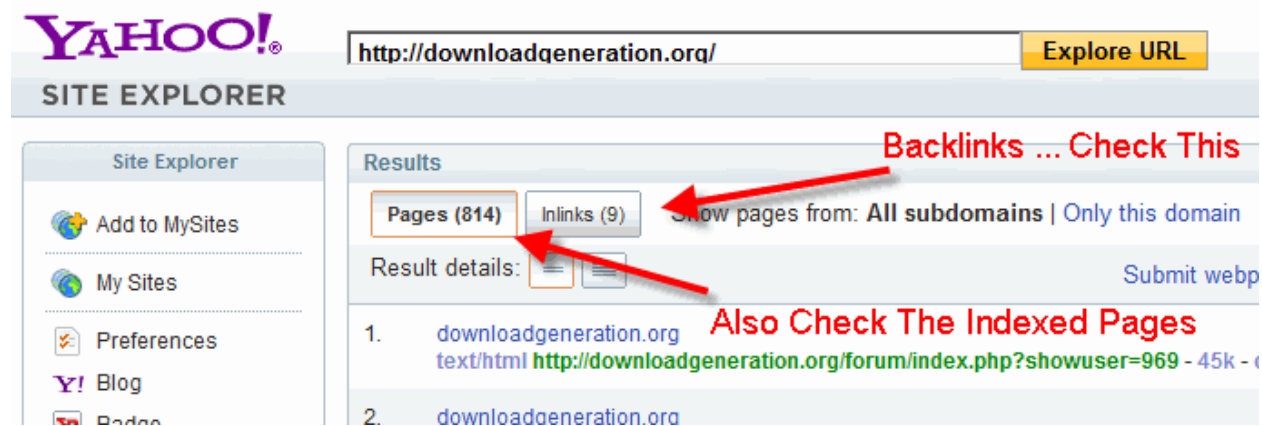 YAHOO!®
http://downloadgeneration.org/
Explore URL
SITE EXPLORER
Site Explorer
Add to MySites
My Sites
Preferences
Y! Blog
Badge
Results
Backlinks ... Check This
Pages (814)
Inlinks (9)
Show pages from: All subdomains | Only this domain
Result details:
Submit webp
Also Check The Indexed Pages
1. downloadgeneration.org
text/html http://downloadgeneration.org/forum/index.php?showuser=969 - 45k -
2. downloadgeneration.org